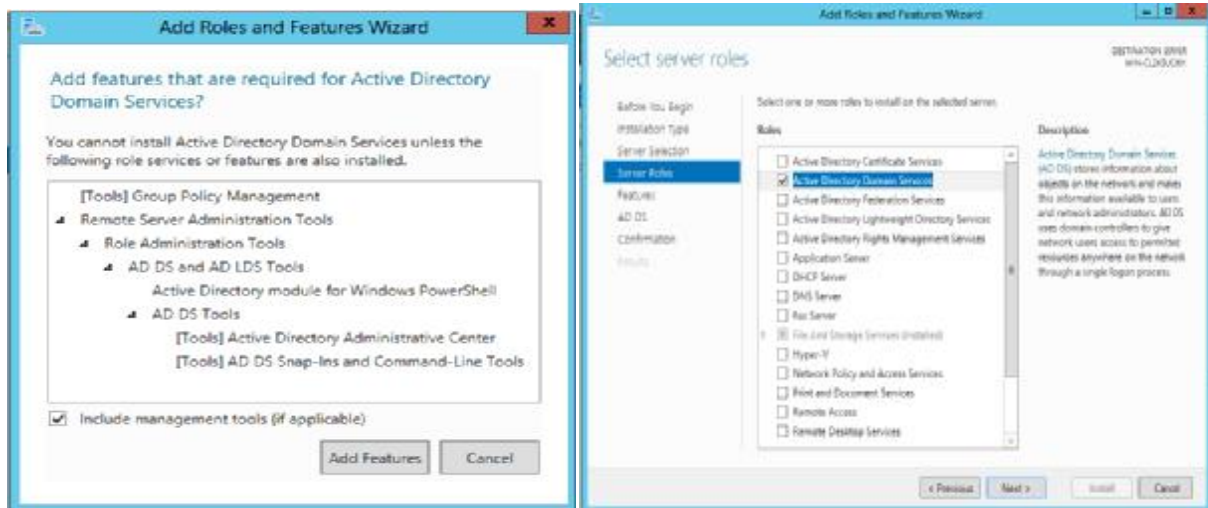 Add Roles and Features Wizard
Add features that are required for Active Directory
Domain Services?
You cannot install Active Directory Domain Services unless the
following role services or features are also installed.
[Tools] Group Policy Management
Remote Server Administration Tools
Role Administration Tools
AD DS and AD LDS Tools
Active Directory module for Windows PowerShell
AD DS Tools
[Tools] Active Directory Administrative Center
[Tools] AD DS Snap-Ins and Command-Line Tools
Include management tools (if applicable)
Add Features
Cancel
Add Roles and Features Wizard
Select server roles
DESTINATION SERVER
Before You Begin
Installation Type
Server Selection
Server Roles
Features
AD DS
Confirmation
Results
Select one or more roles to install on the selected server.
Roles
Active Directory Certificate Services
Active Directory Domain Services
Active Directory Federation Services
Active Directory Lightweight Directory Services
Active Directory Rights Management Services
Application Server
DHCP Server
DNS Server
Fax Server
File And Storage Services (Installed)
Hyper-V
Network Policy and Access Services
Print and Document Services
Remote Access
Remote Desktop Services
Description
Active Directory Domain Services
(AD DS) stores information about
objects on the network and makes
this information available to users
and network administrators. AD DS
uses domain controllers to give
network users access to permitted
resources anywhere on the network
through a single logon process.
< Previous
Next >
Install
Cancel